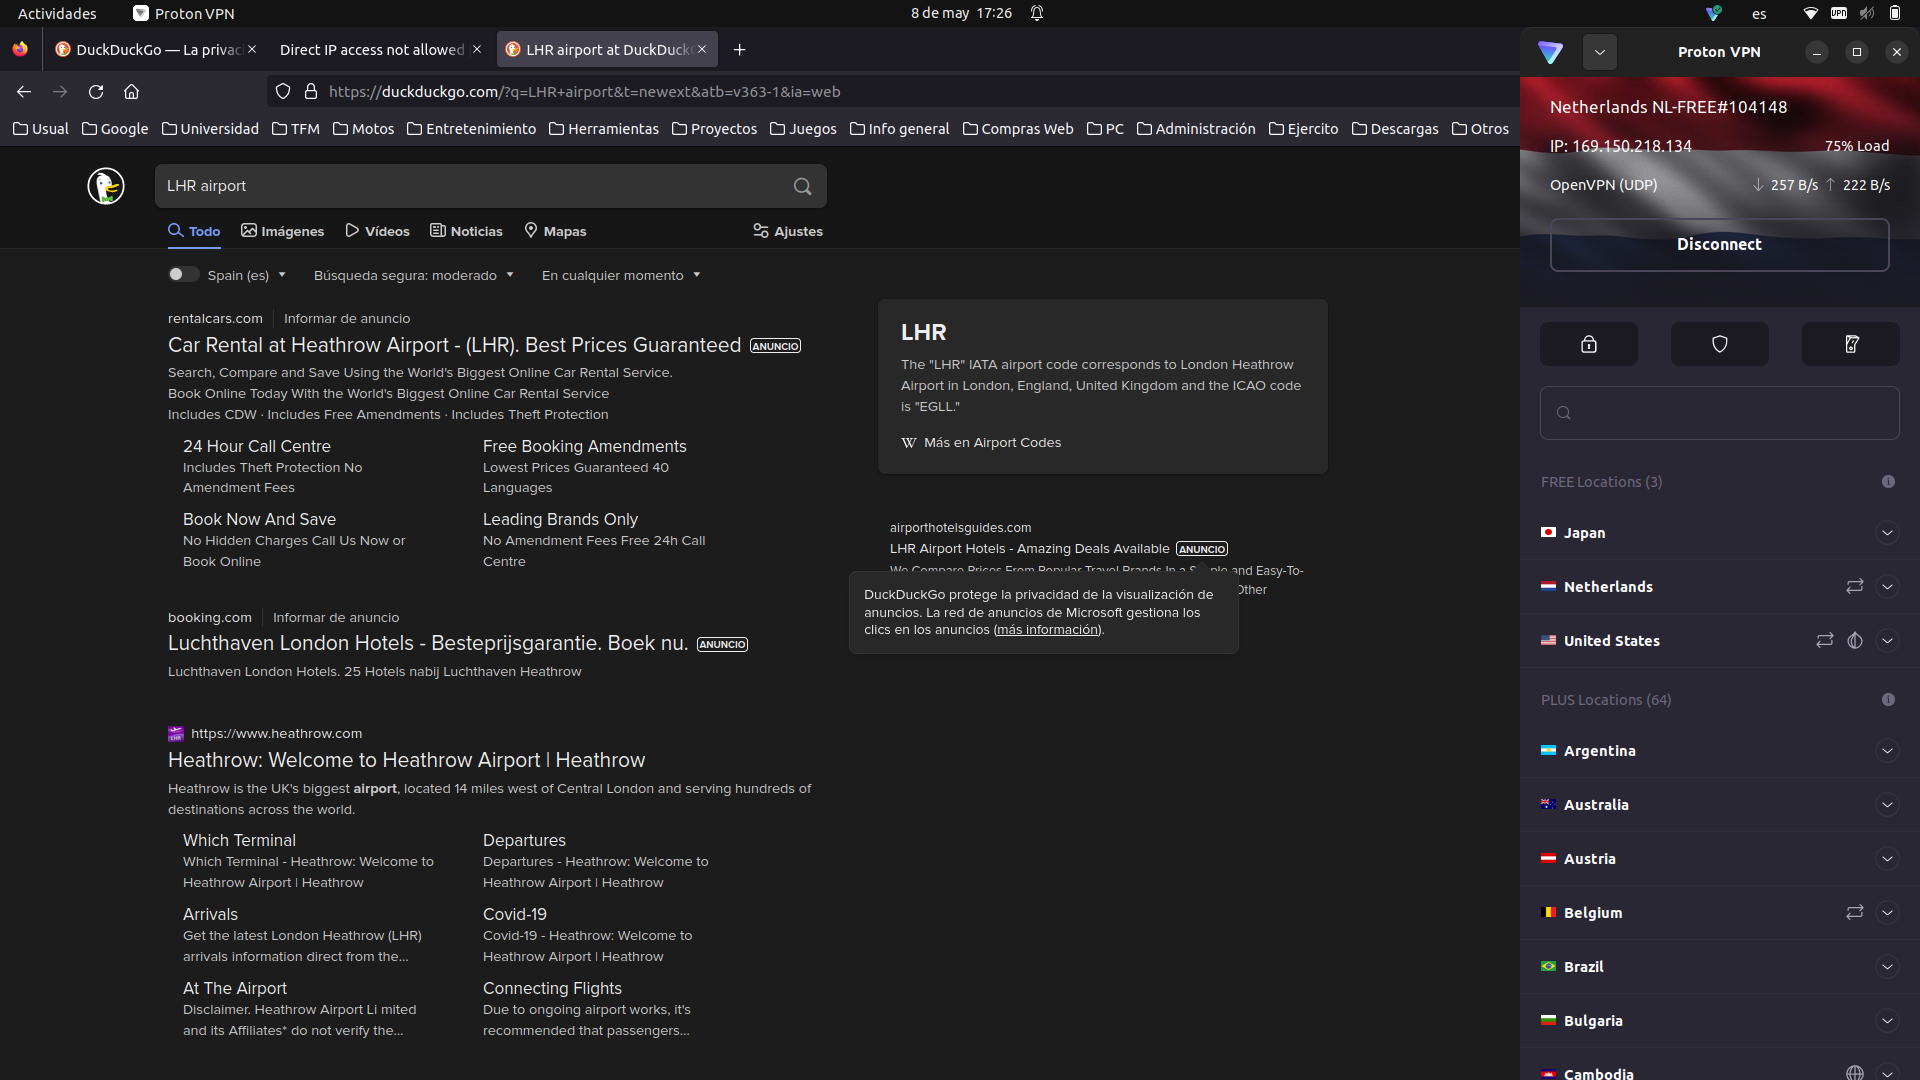 Actividades
Proton VPN
8 de may 17:26
es
VPN
DuckDuckGo — La privac
Direct IP access not allowed
LHR airport at DuckDuckG
https://duckduckgo.com/?q=LHR+airport&t=newext&atb=v363-1&ia=web
Usual
Google
Universidad
TFM
Motos
Entretenimiento
Herramientas
Proyectos
Juegos
Info general
Compras Web
PC
Administración
Ejercito
Descargas
Otros
LHR airport
Todo
Imágenes
Vídeos
Noticias
Mapas
Ajustes
Spain (es)
Búsqueda segura: moderado
En cualquier momento
rentalcars.com
Informar de anuncio
Car Rental at Heathrow Airport - (LHR). Best Prices Guaranteed ANUNCIO
Search, Compare and Save Using the World's Biggest Online Car Rental Service.
Book Online Today With the World's Biggest Online Car Rental Service
Includes CDW · Includes Free Amendments · Includes Theft Protection
24 Hour Call Centre
Includes Theft Protection No
Amendment Fees
Free Booking Amendments
Lowest Prices Guaranteed 40
Languages
Book Now And Save
No Hidden Charges Call Us Now or
Book Online
Leading Brands Only
No Amendment Fees Free 24h Call
Centre
booking.com
Informar de anuncio
Luchthaven London Hotels - Besteprijsgarantie. Boek nu. ANUNCIO
Luchthaven London Hotels. 25 Hotels nabij Luchthaven Heathrow
https://www.heathrow.com
Heathrow: Welcome to Heathrow Airport | Heathrow
Heathrow is the UK's biggest airport, located 14 miles west of Central London and serving hundreds of
destinations across the world.
Which Terminal
Which Terminal - Heathrow: Welcome to
Heathrow Airport | Heathrow
Departures
Departures - Heathrow: Welcome to
Heathrow Airport | Heathrow
Arrivals
Get the latest London Heathrow (LHR)
arrivals information direct from the...
Covid-19
Covid-19 - Heathrow: Welcome to
Heathrow Airport | Heathrow
At The Airport
Disclaimer. Heathrow Airport Li mited
and its Affiliates* do not verify the...
Connecting Flights
Due to ongoing airport works, it's
recommended that passengers...
LHR
The "LHR" IATA airport code corresponds to London Heathrow
Airport in London, England, United Kingdom and the ICAO code
is "EGLL."
Más en Airport Codes
airporthotelsguides.com
LHR Airport Hotels - Amazing Deals Available ANUNCIO
We Compare Prices From Popular Travel Brands In a Simple and Easy-To-
Other
DuckDuckGo protege la privacidad de la visualización de
anuncios. La red de anuncios de Microsoft gestiona los
clics en los anuncios (más información).
Proton VPN
Netherlands NL-FREE#104148
IP: 169.150.218.134
75% Load
OpenVPN (UDP)
257 B/s
222 B/s
Disconnect
FREE Locations (3)
Japan
Netherlands
United States
PLUS Locations (64)
Argentina
Australia
Austria
Belgium
Brazil
Bulgaria
Cambodia